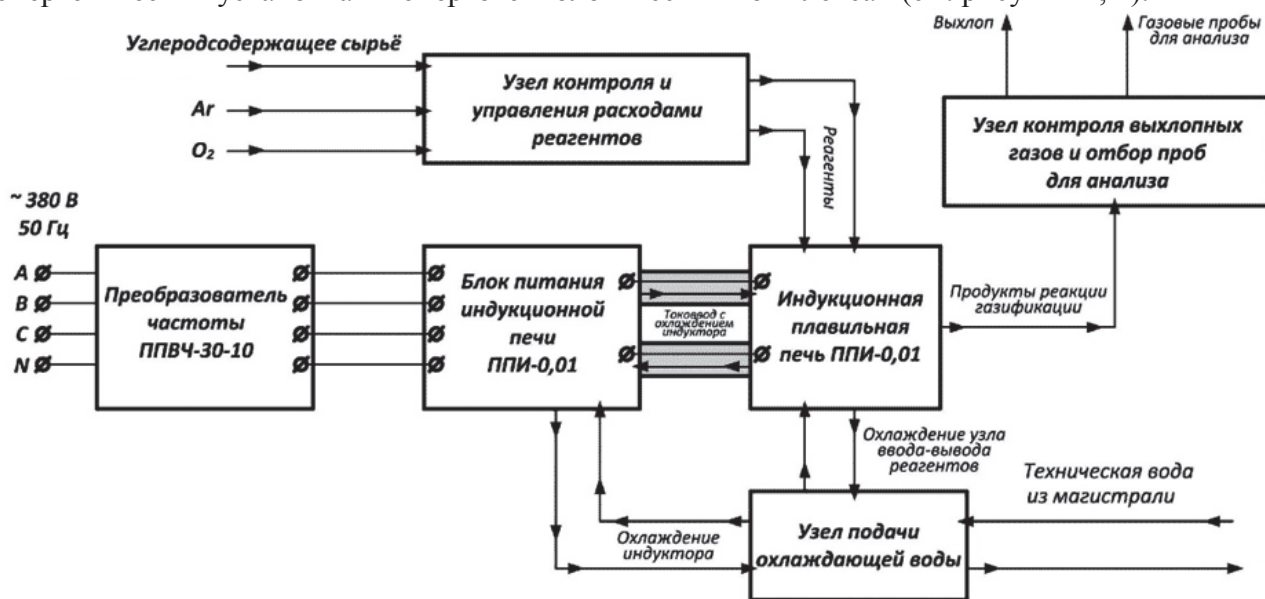 Выхлоп
Газовые пробы
для анализа
Углеродсодержащее сырьё
Ar
O₂
Узел контроля и
управления расходами
реагентов
Реагенты
Узел контроля выхлопных
газов и отбор проб
для анализа
~ 380 В
50 Гц
A
B
C
N
Преобразователь
частоты
ППВЧ-30-10
Блок питания
индукционной
печи
ППИ-0,01
Токоввод с
охлаждением
индуктора
Индукционная
плавильная
печь ППИ-0,01
Продукты реакции
газификации
Охлаждение узла
ввода-вывода
реагентов
Техническая вода
из магистрали
Охлаждение
индуктора
Узел подачи
охлаждающей воды